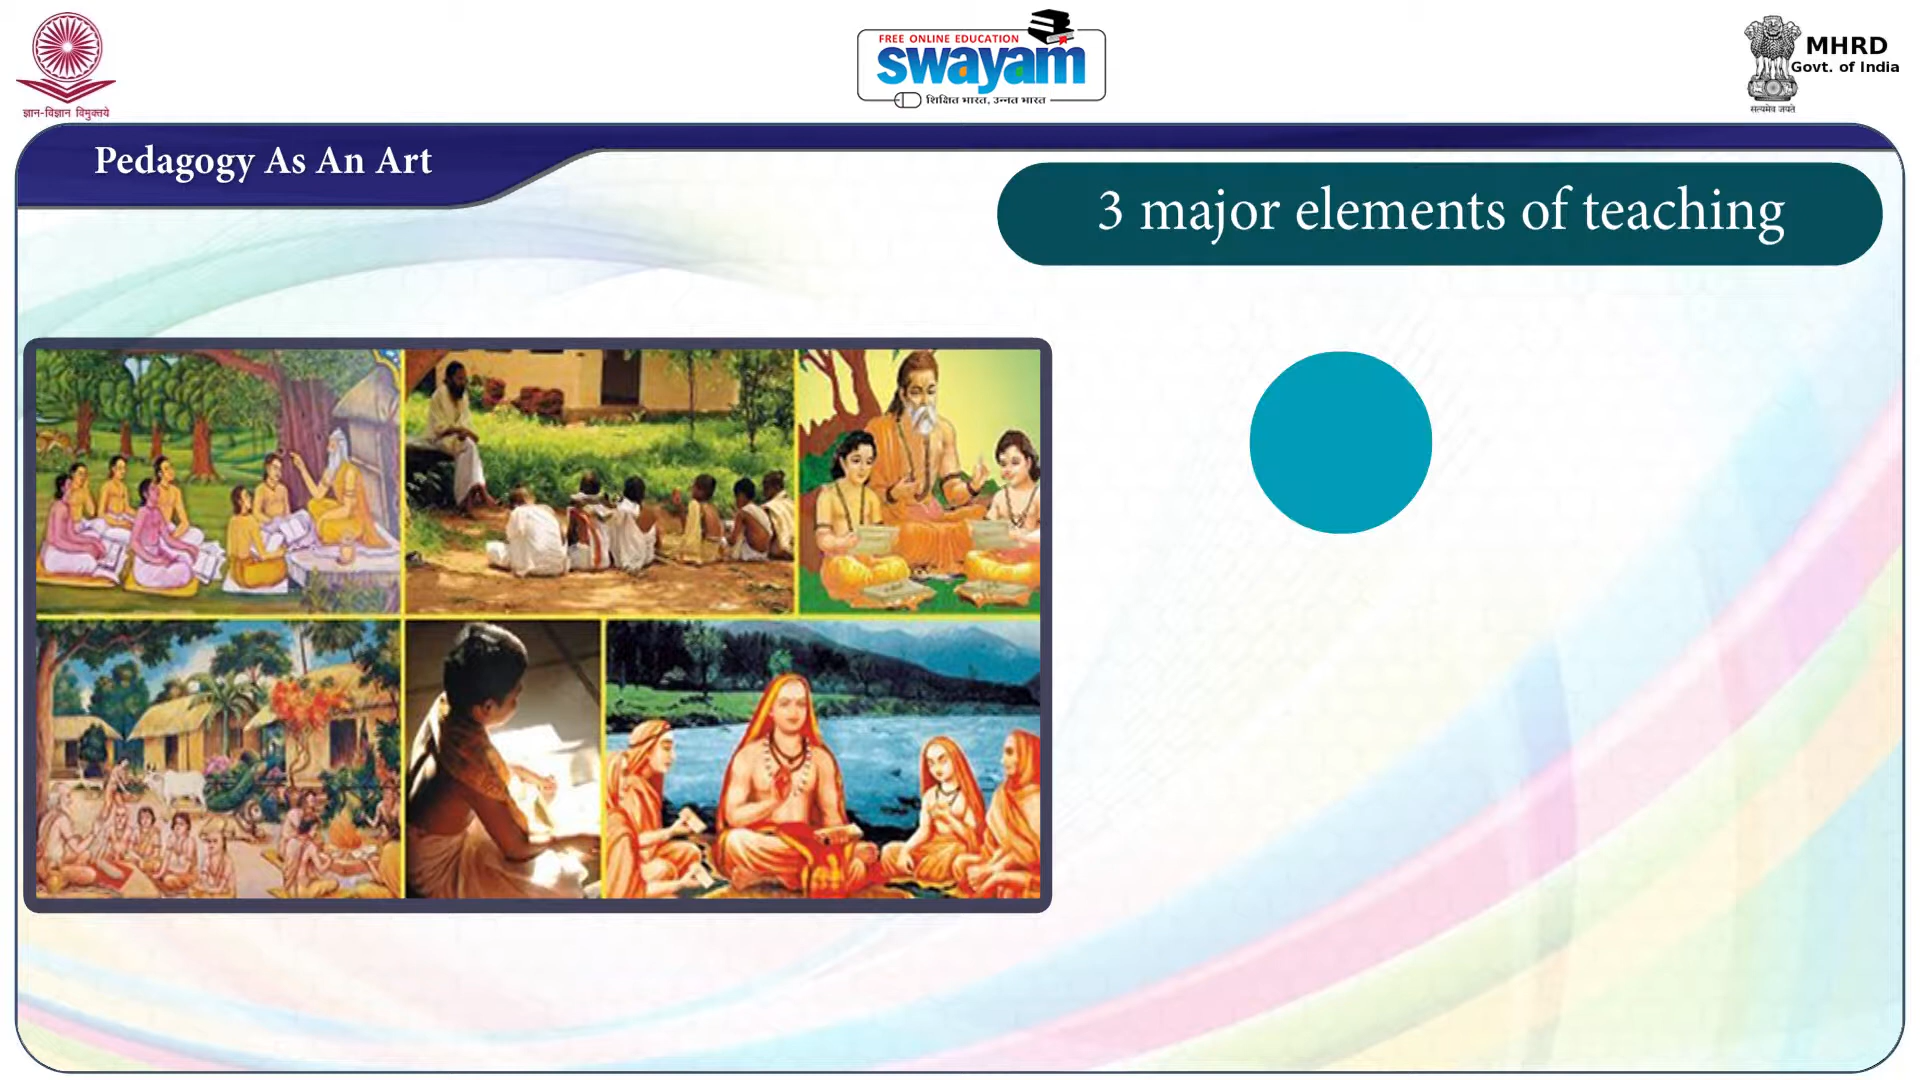 ज्ञान-विज्ञान विमुक्तये
FREE ONLINE EDUCATION
swayam
शिक्षित भारत, उन्नत भारत
MHRD
Govt. of India
सत्यमेव जयते
Pedagogy As An Art
3 major elements of teaching